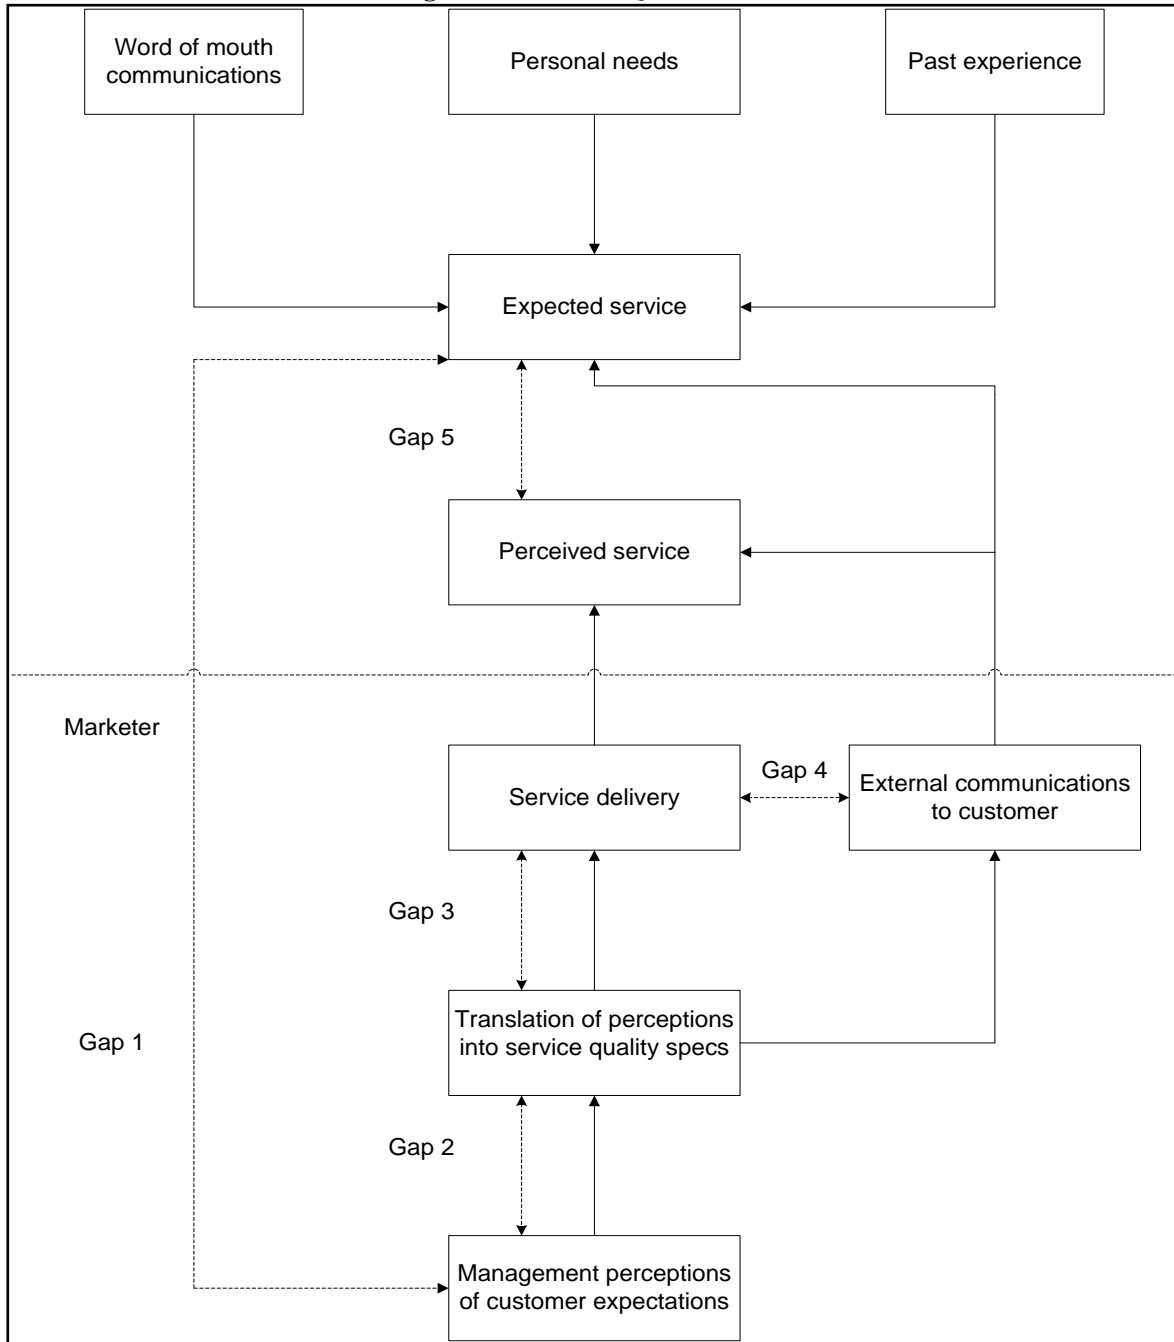 Word of mouth
communications
Personal needs
Past experience
Expected service
Gap 5
Perceived service
Marketer
Service delivery
Gap 4
External communications
to customer
Gap 3
Translation of perceptions
into service quality specs
Gap 1
Gap 2
Management perceptions
of customer expectations